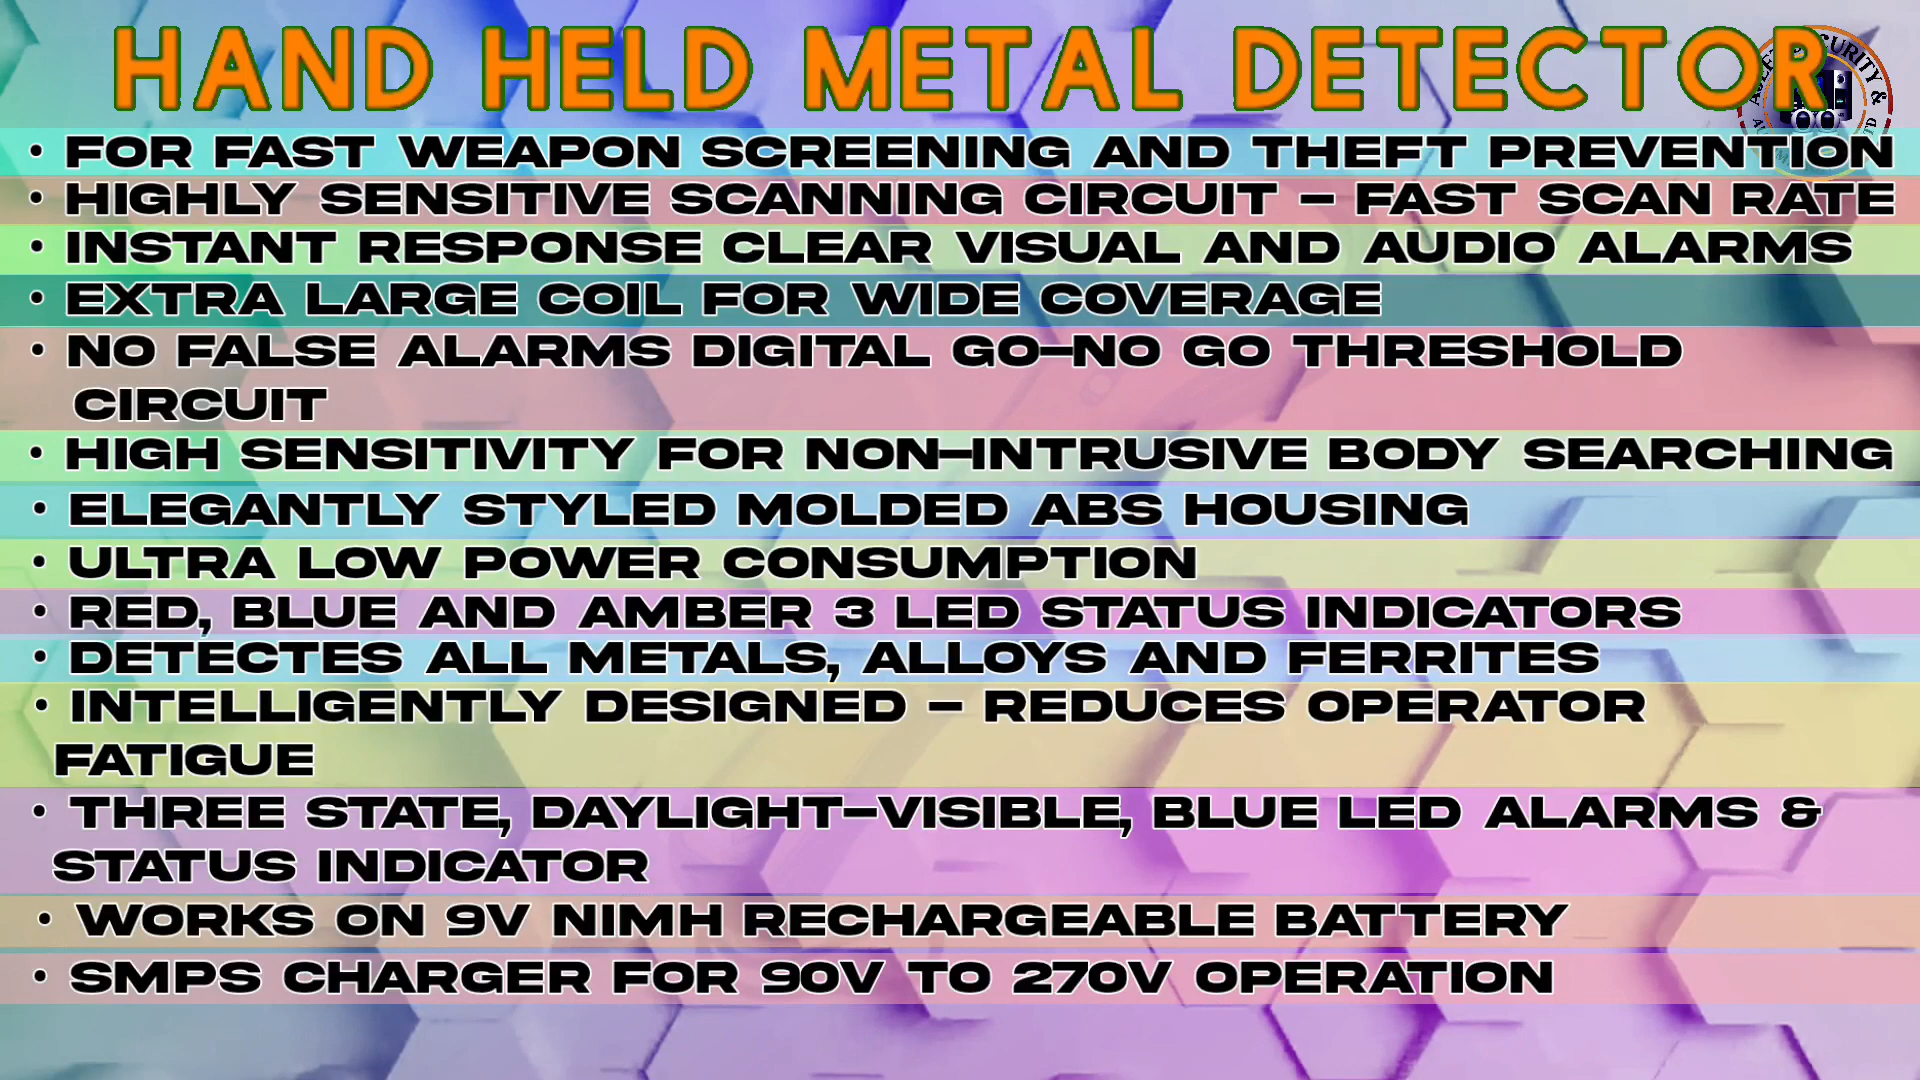 HAND HELD METAL DETECTOR
• FOR FAST WEAPON SCREENING AND THEFT PREVENTION
• HIGHLY SENSITIVE SCANNING CIRCUIT - FAST SCAN RATE
• INSTANT RESPONSE CLEAR VISUAL AND AUDIO ALARMS
• EXTRA LARGE COIL FOR WIDE COVERAGE
• NO FALSE ALARMS DIGITAL GO-NO GO THRESHOLD
CIRCUIT
• HIGH SENSITIVITY FOR NON-INTRUSIVE BODY SEARCHING
• ELEGANTLY STYLED MOLDED ABS HOUSING
• ULTRA LOW POWER CONSUMPTION
• RED, BLUE AND AMBER 3 LED STATUS INDICATORS
• DETECTES ALL METALS, ALLOYS AND FERRITES
• INTELLIGENTLY DESIGNED - REDUCES OPERATOR
FATIGUE
• THREE STATE, DAYLIGHT-VISIBLE, BLUE LED ALARMS &
STATUS INDICATOR
• WORKS ON 9V NIMH RECHARGEABLE BATTERY
• SMPS CHARGER FOR 90V TO 270V OPERATION